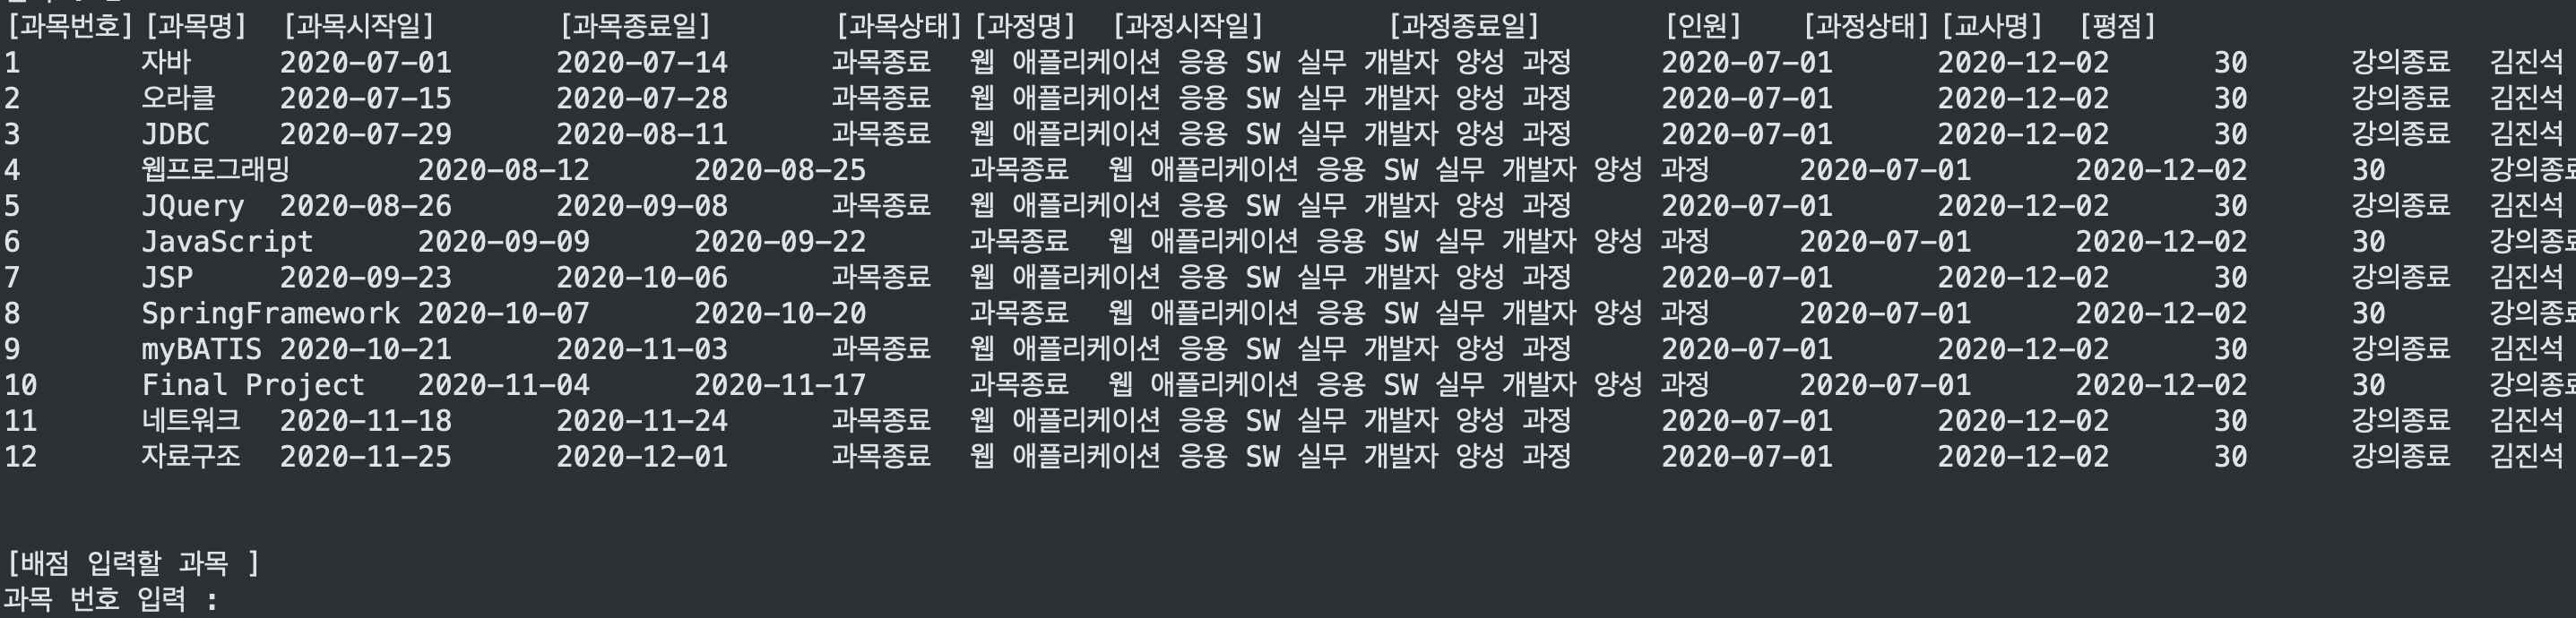 [과목번호] [과목명] [과목시작일] [과목종료일] [과목상태] [과정명] [과정시작일] [과정종료일] [인원] [과정상태] [교사명] [평점]
1 자바 2020-07-01 2020-07-14 과목종료 웹 애플리케이션 응용 SW 실무 개발자 양성 과정 2020-07-01 2020-12-02 30 강의종료 김진석
2 오라클 2020-07-15 2020-07-28 과목종료 웹 애플리케이션 응용 SW 실무 개발자 양성 과정 2020-07-01 2020-12-02 30 강의종료 김진석
3 JDBC 2020-07-29 2020-08-11 과목종료 웹 애플리케이션 응용 SW 실무 개발자 양성 과정 2020-07-01 2020-12-02 30 강의종료 김진석
4 웹프로그래밍 2020-08-12 2020-08-25 과목종료 웹 애플리케이션 응용 SW 실무 개발자 양성 과정 2020-07-01 2020-12-02 30 강의종료
5 JQuery 2020-08-26 2020-09-08 과목종료 웹 애플리케이션 응용 SW 실무 개발자 양성 과정 2020-07-01 2020-12-02 30 강의종료 김진석
6 JavaScript 2020-09-09 2020-09-22 과목종료 웹 애플리케이션 응용 SW 실무 개발자 양성 과정 2020-07-01 2020-12-02 30 강의종료
7 JSP 2020-09-23 2020-10-06 과목종료 웹 애플리케이션 응용 SW 실무 개발자 양성 과정 2020-07-01 2020-12-02 30 강의종료 김진석
8 SpringFramework 2020-10-07 2020-10-20 과목종료 웹 애플리케이션 응용 SW 실무 개발자 양성 과정 2020-07-01 2020-12-02 30 강의종료
9 myBATIS 2020-10-21 2020-11-03 과목종료 웹 애플리케이션 응용 SW 실무 개발자 양성 과정 2020-07-01 2020-12-02 30 강의종료 김진석
10 Final Project 2020-11-04 2020-11-17 과목종료 웹 애플리케이션 응용 SW 실무 개발자 양성 과정 2020-07-01 2020-12-02 30 강의종료
11 네트워크 2020-11-18 2020-11-24 과목종료 웹 애플리케이션 응용 SW 실무 개발자 양성 과정 2020-07-01 2020-12-02 30 강의종료 김진석
12 자료구조 2020-11-25 2020-12-01 과목종료 웹 애플리케이션 응용 SW 실무 개발자 양성 과정 2020-07-01 2020-12-02 30 강의종료 김진석
[배점 입력할 과목 ]
과목 번호 입력 :